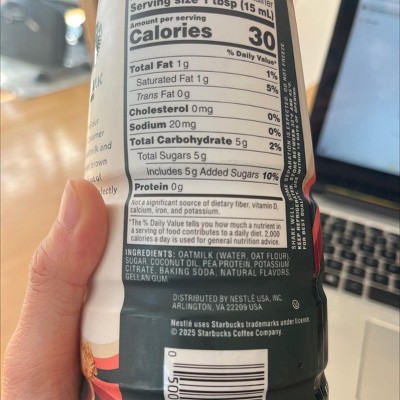 Serving size 1 tbsp (15 mL)
Amount per serving
Calories 30
% Daily Value*
Total Fat 1g 1%
Saturated Fat 1g 5%
Trans Fat 0g
Cholesterol 0mg 0%
Sodium 20mg 0%
Total Carbohydrate 5g 2%
Total Sugars 5g
Includes 5g Added Sugars 10%
Protein 0g
Not a significant source of dietary fiber, vitamin D,
calcium, iron, and potassium.
*The % Daily Value tells you how much a nutrient in
a serving of food contributes to a daily diet. 2,000
calories a day is used for general nutrition advice.
INGREDIENTS: OATMILK (WATER, OAT FLOUR),
SUGAR, COCONUT OIL, PEA PROTEIN, POTASSIUM
CITRATE, BAKING SODA, NATURAL FLAVORS,
GELLAN GUM.
DISTRIBUTED BY NESTLÉ USA, INC.
ARLINGTON, VA 22209 USA
Nestlé uses Starbucks trademarks under license.
© 2025 Starbucks Coffee Company.
SHAKE WELL.